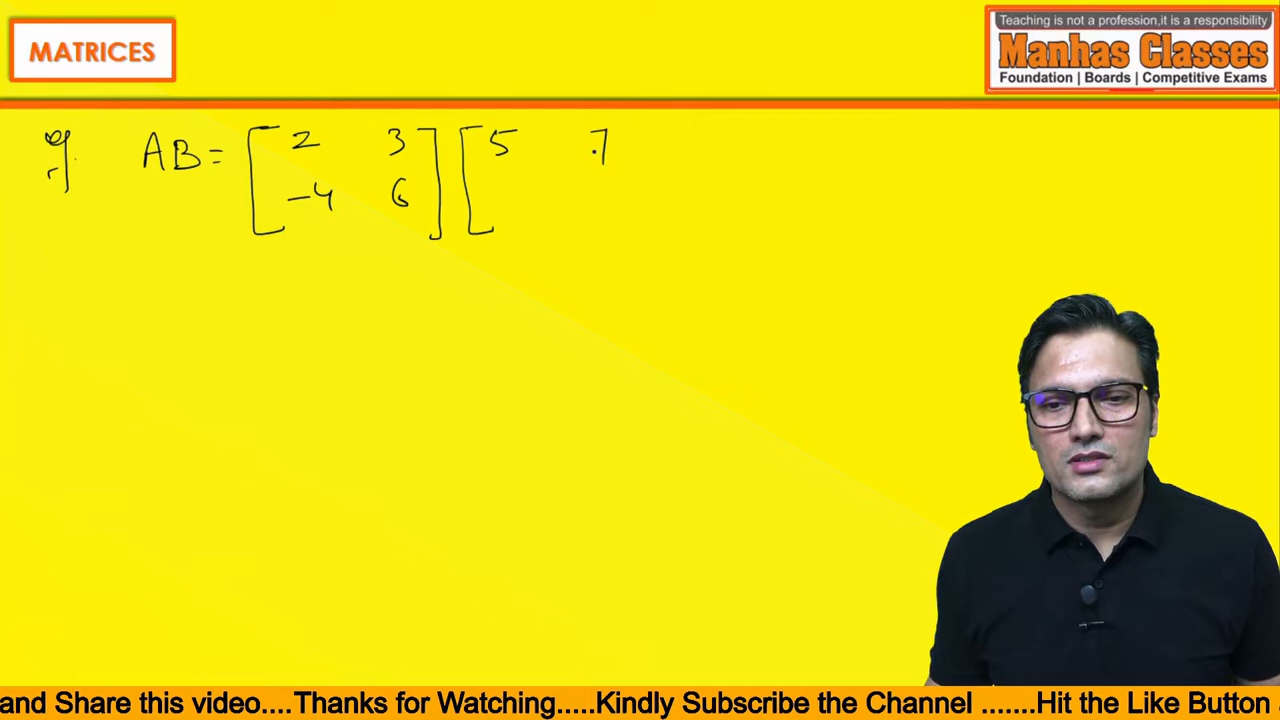 MATRICES
Teaching is not a profession,it is a responsibility
Manhas Classes
Foundation | Boards | Competitive Exams
eg. AB= [ 2 3 ] [ 5 7
-4 6
and Share this video....Thanks for Watching.....Kindly Subscribe the Channel .......Hit the Like Button